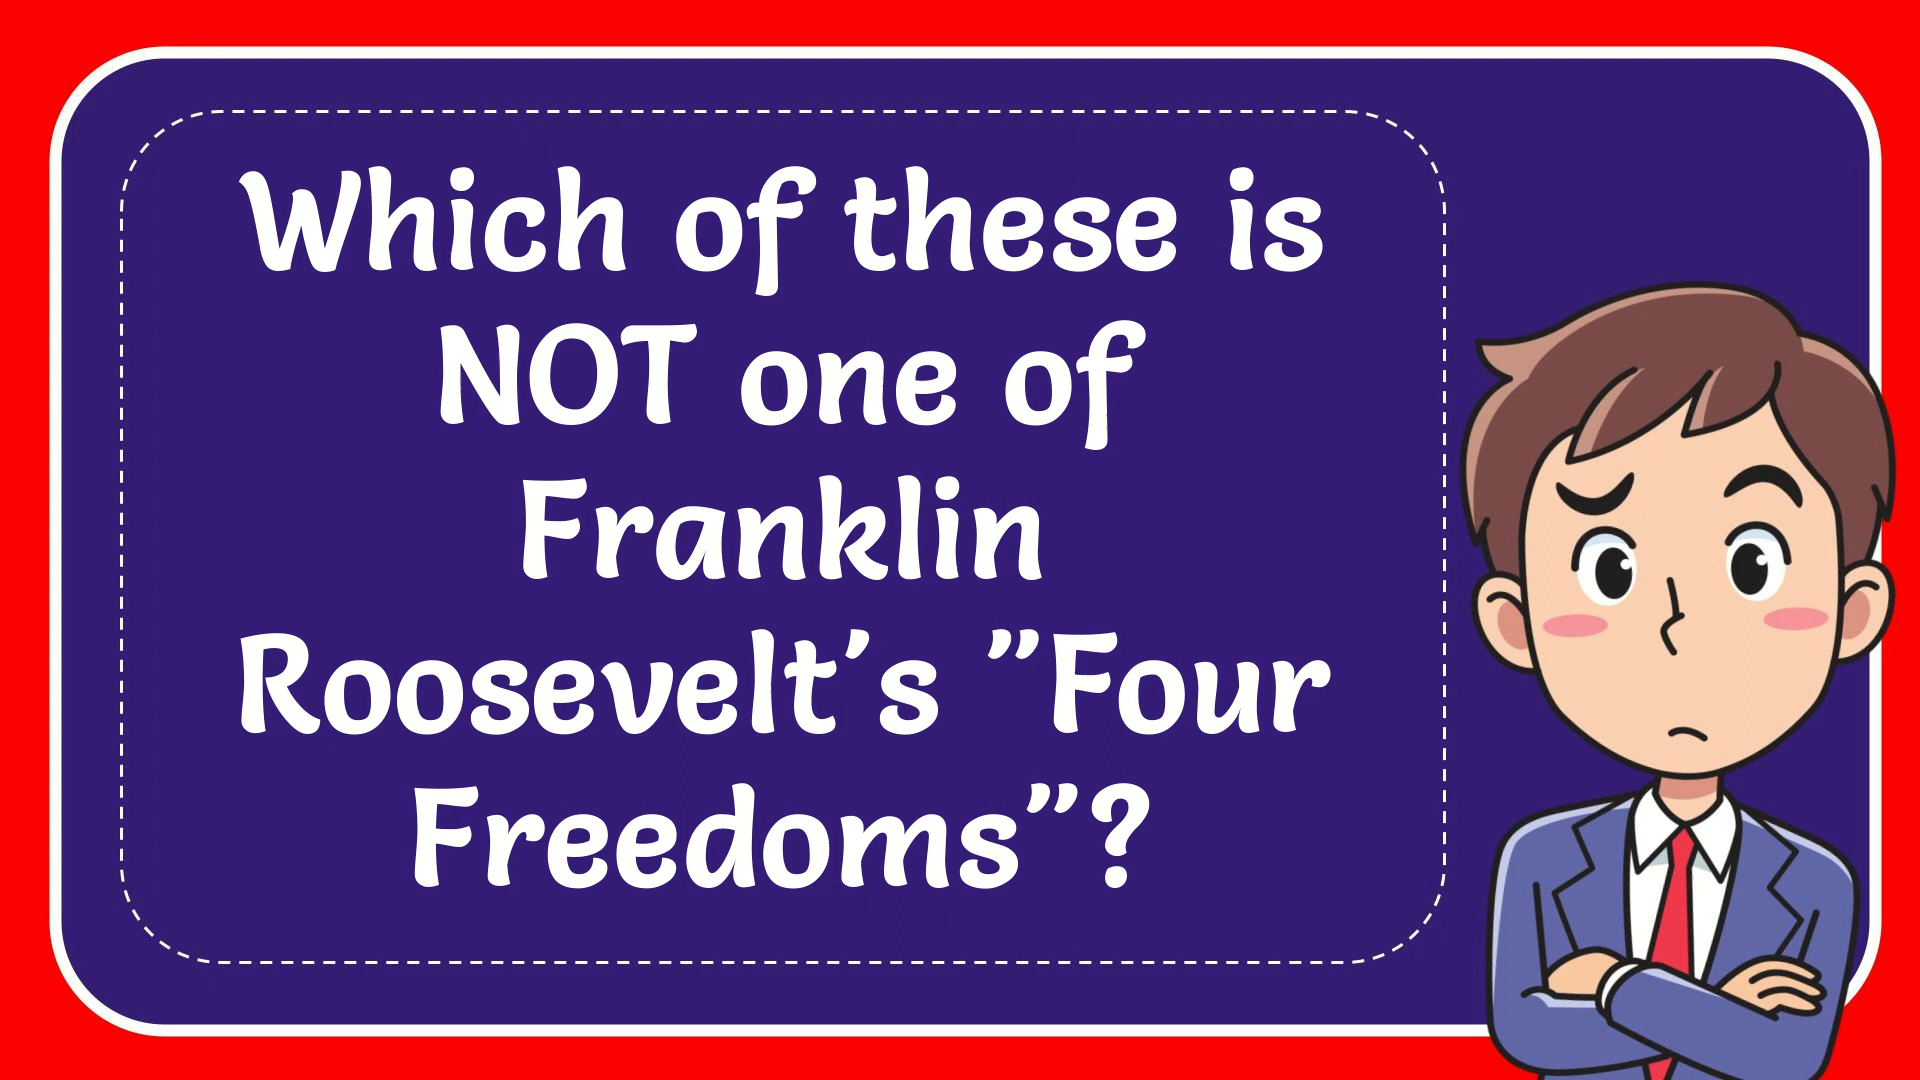 Which of these is
NOT one of
Franklin
Roosevelt's "Four
Freedoms"?